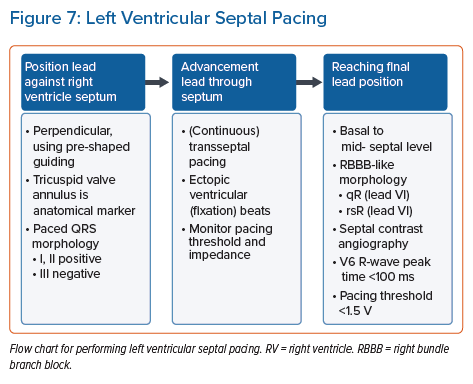 Figure 7: Left Ventricular Septal Pacing
Position lead
against right
ventricle septum
Advancement
lead through
septum
Reaching final
lead position
• Perpendicular,
using pre-shaped
guiding
• Tricuspid valve
annulus is
anatomical marker
• Paced QRS
morphology
• I, II positive
• III negative
• (Continuous)
transseptal
pacing
• Ectopic
ventricular
(fixation) beats
• Monitor pacing
threshold and
impedance
• Basal to
mid- septal level
• RBBB-like
morphology
• qR (lead VI)
• rsR (lead VI)
• Septal contrast
angiography
• V6 R-wave peak
time <100 ms
• Pacing threshold
<1.5 V
Flow chart for performing left ventricular septal pacing. RV = right ventricle. RBBB = right bundle
branch block.